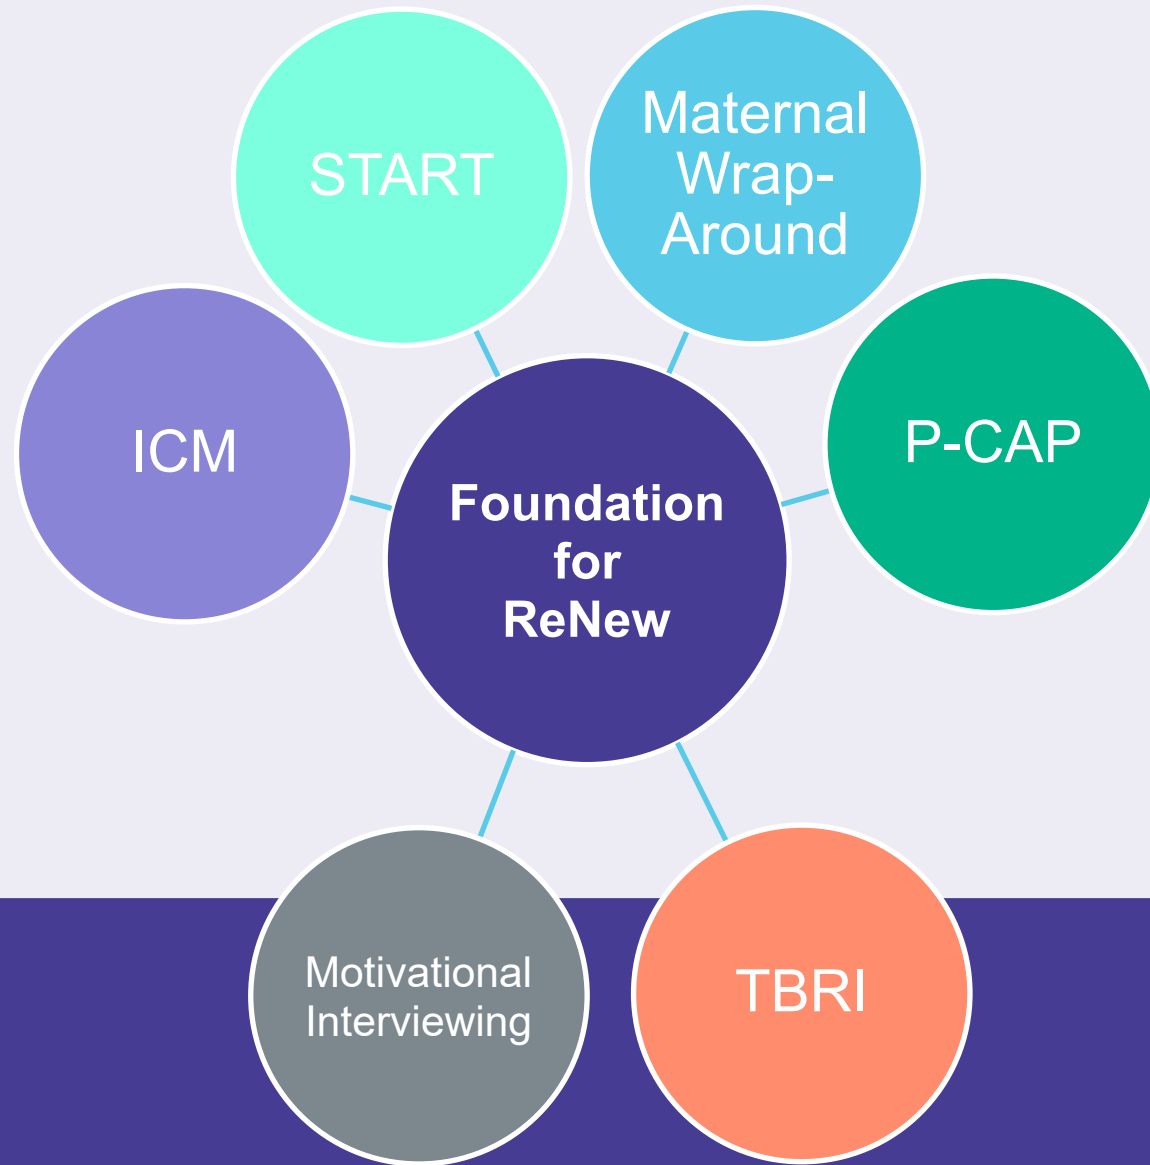 START
Maternal
Wrap-
Around
ICM
P-CAP
Foundation
for
ReNew
Motivational
Interviewing
TBRI